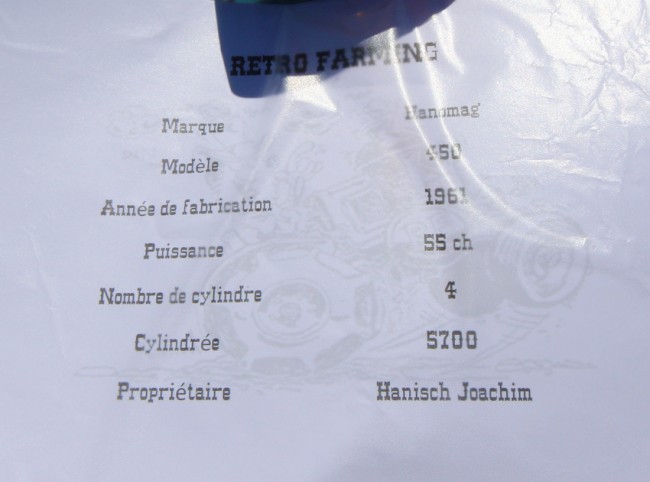 RETRO FARMING
Marque Hanomag
Modèle 450
Année de fabrication 1961
Puissance 55 ch
Nombre de cylindre 4
Cylindrée 5700
Propriétaire Hanisch Joachim